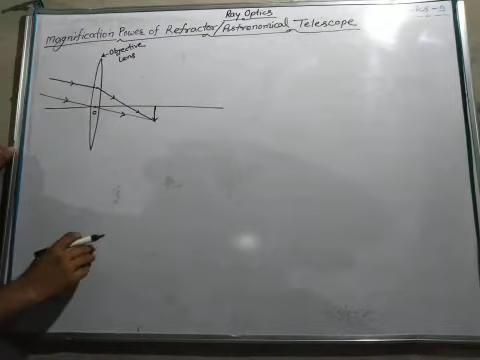 Ray Optics
Magnification Power of Refractor/Astronomical Telescope
Objective
Lens
o